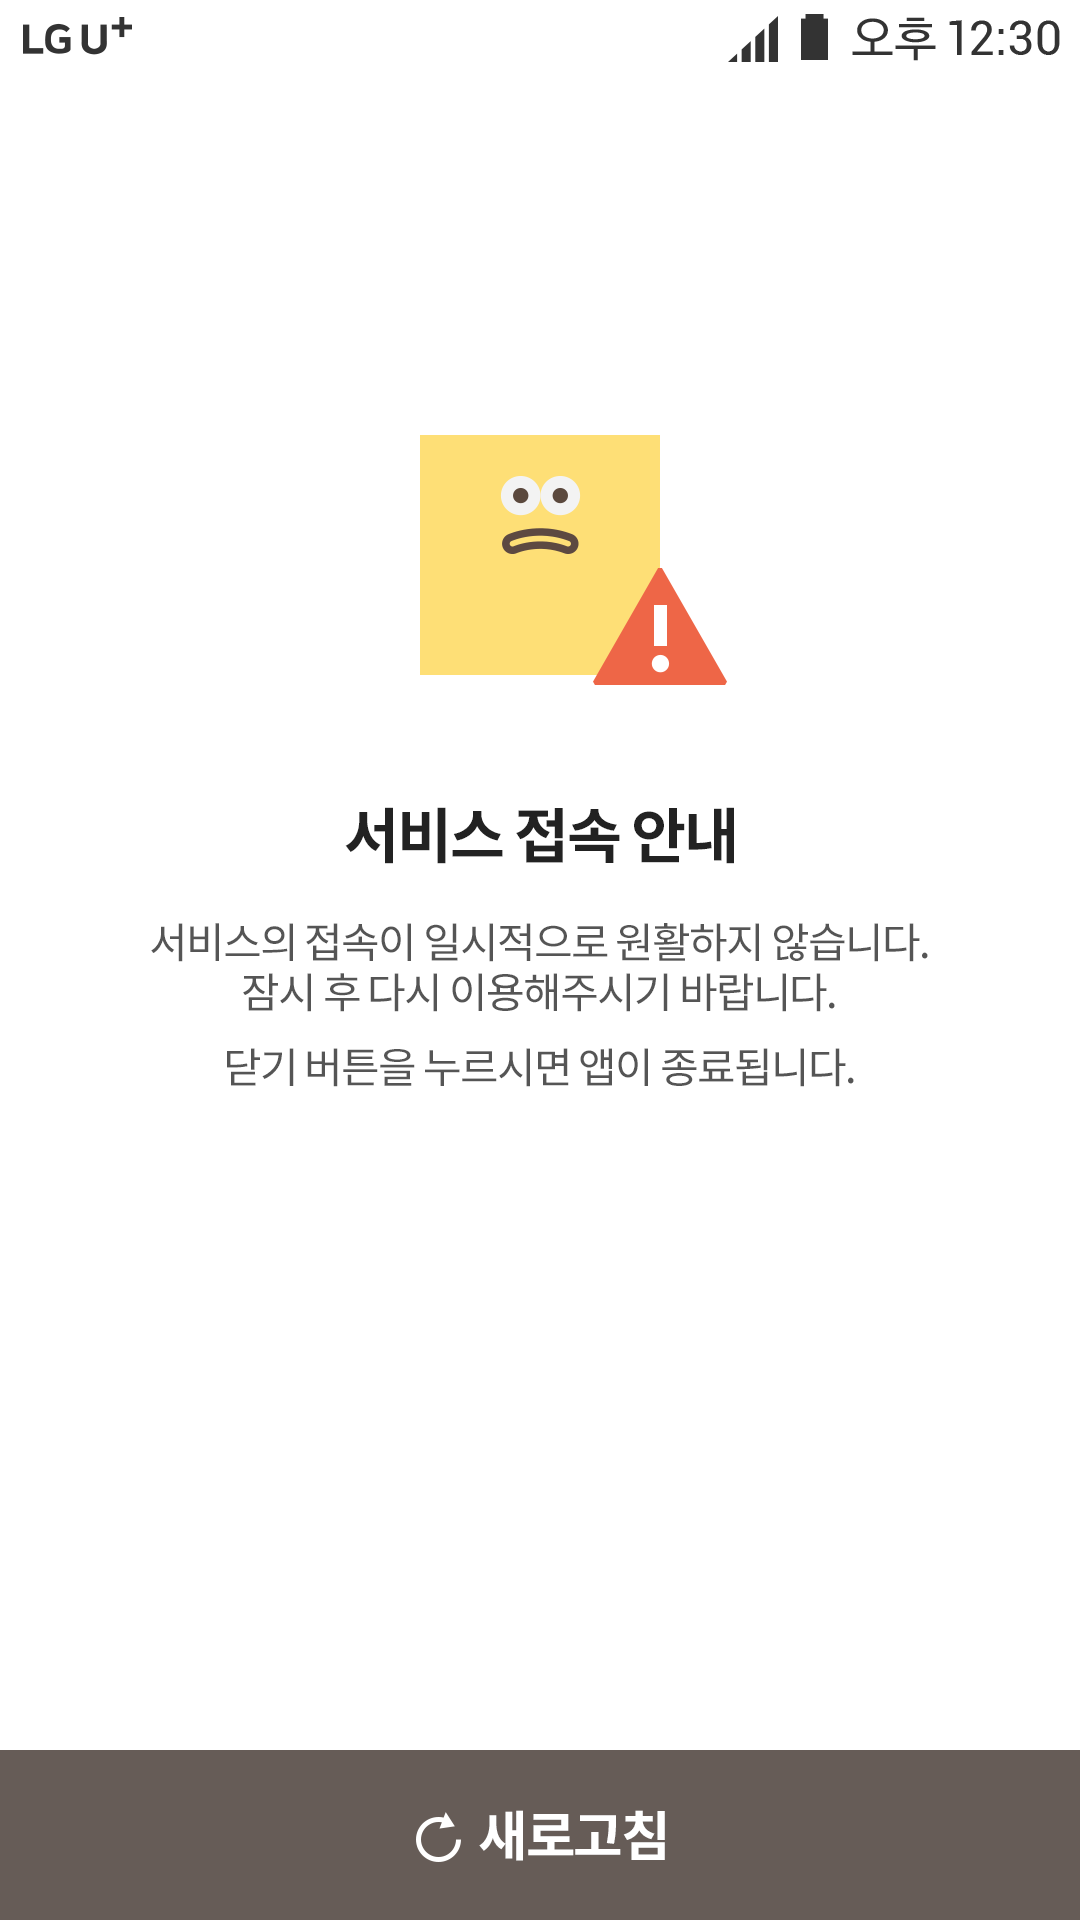 LG U+ 오후 12:30
서비스 접속 안내
서비스의 접속이 일시적으로 원활하지 않습니다.
잠시 후 다시 이용해주시기 바랍니다.
닫기 버튼을 누르시면 앱이 종료됩니다.
새로고침